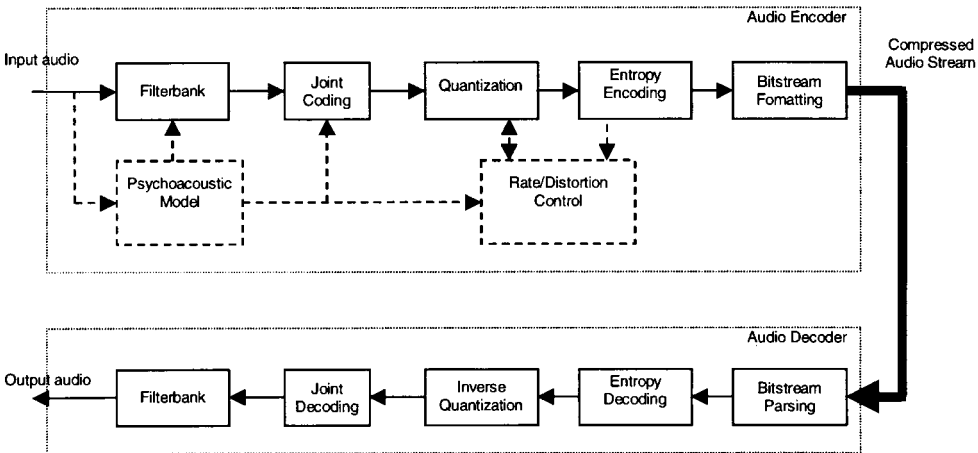 Audio Encoder
Input audio
Compressed
Audio Stream
Filterbank
Joint
Coding
Quantization
Entropy
Encoding
Bitstream
Fomatting
Psychoacoustic
Model
Rate/Distortion
Control
Audio Decoder
Output audio
Filterbank
Joint
Decoding
Inverse
Quantization
Entropy
Decoding
Bitstream
Parsing